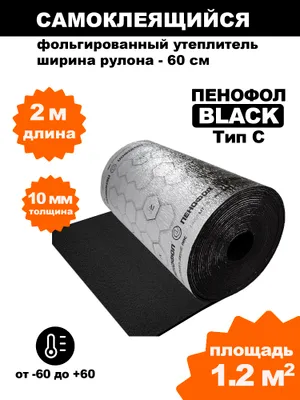 САМОКЛЕЯЩИЙСЯ
фольгированный утеплитель
ширина рулона - 60 см
2 м
длина
ПЕНОФОЛ
BLACK
Тип С
10 мм
толщина
ПЕНОФОЛ
от -60 до +60
площадь
1.2 м²